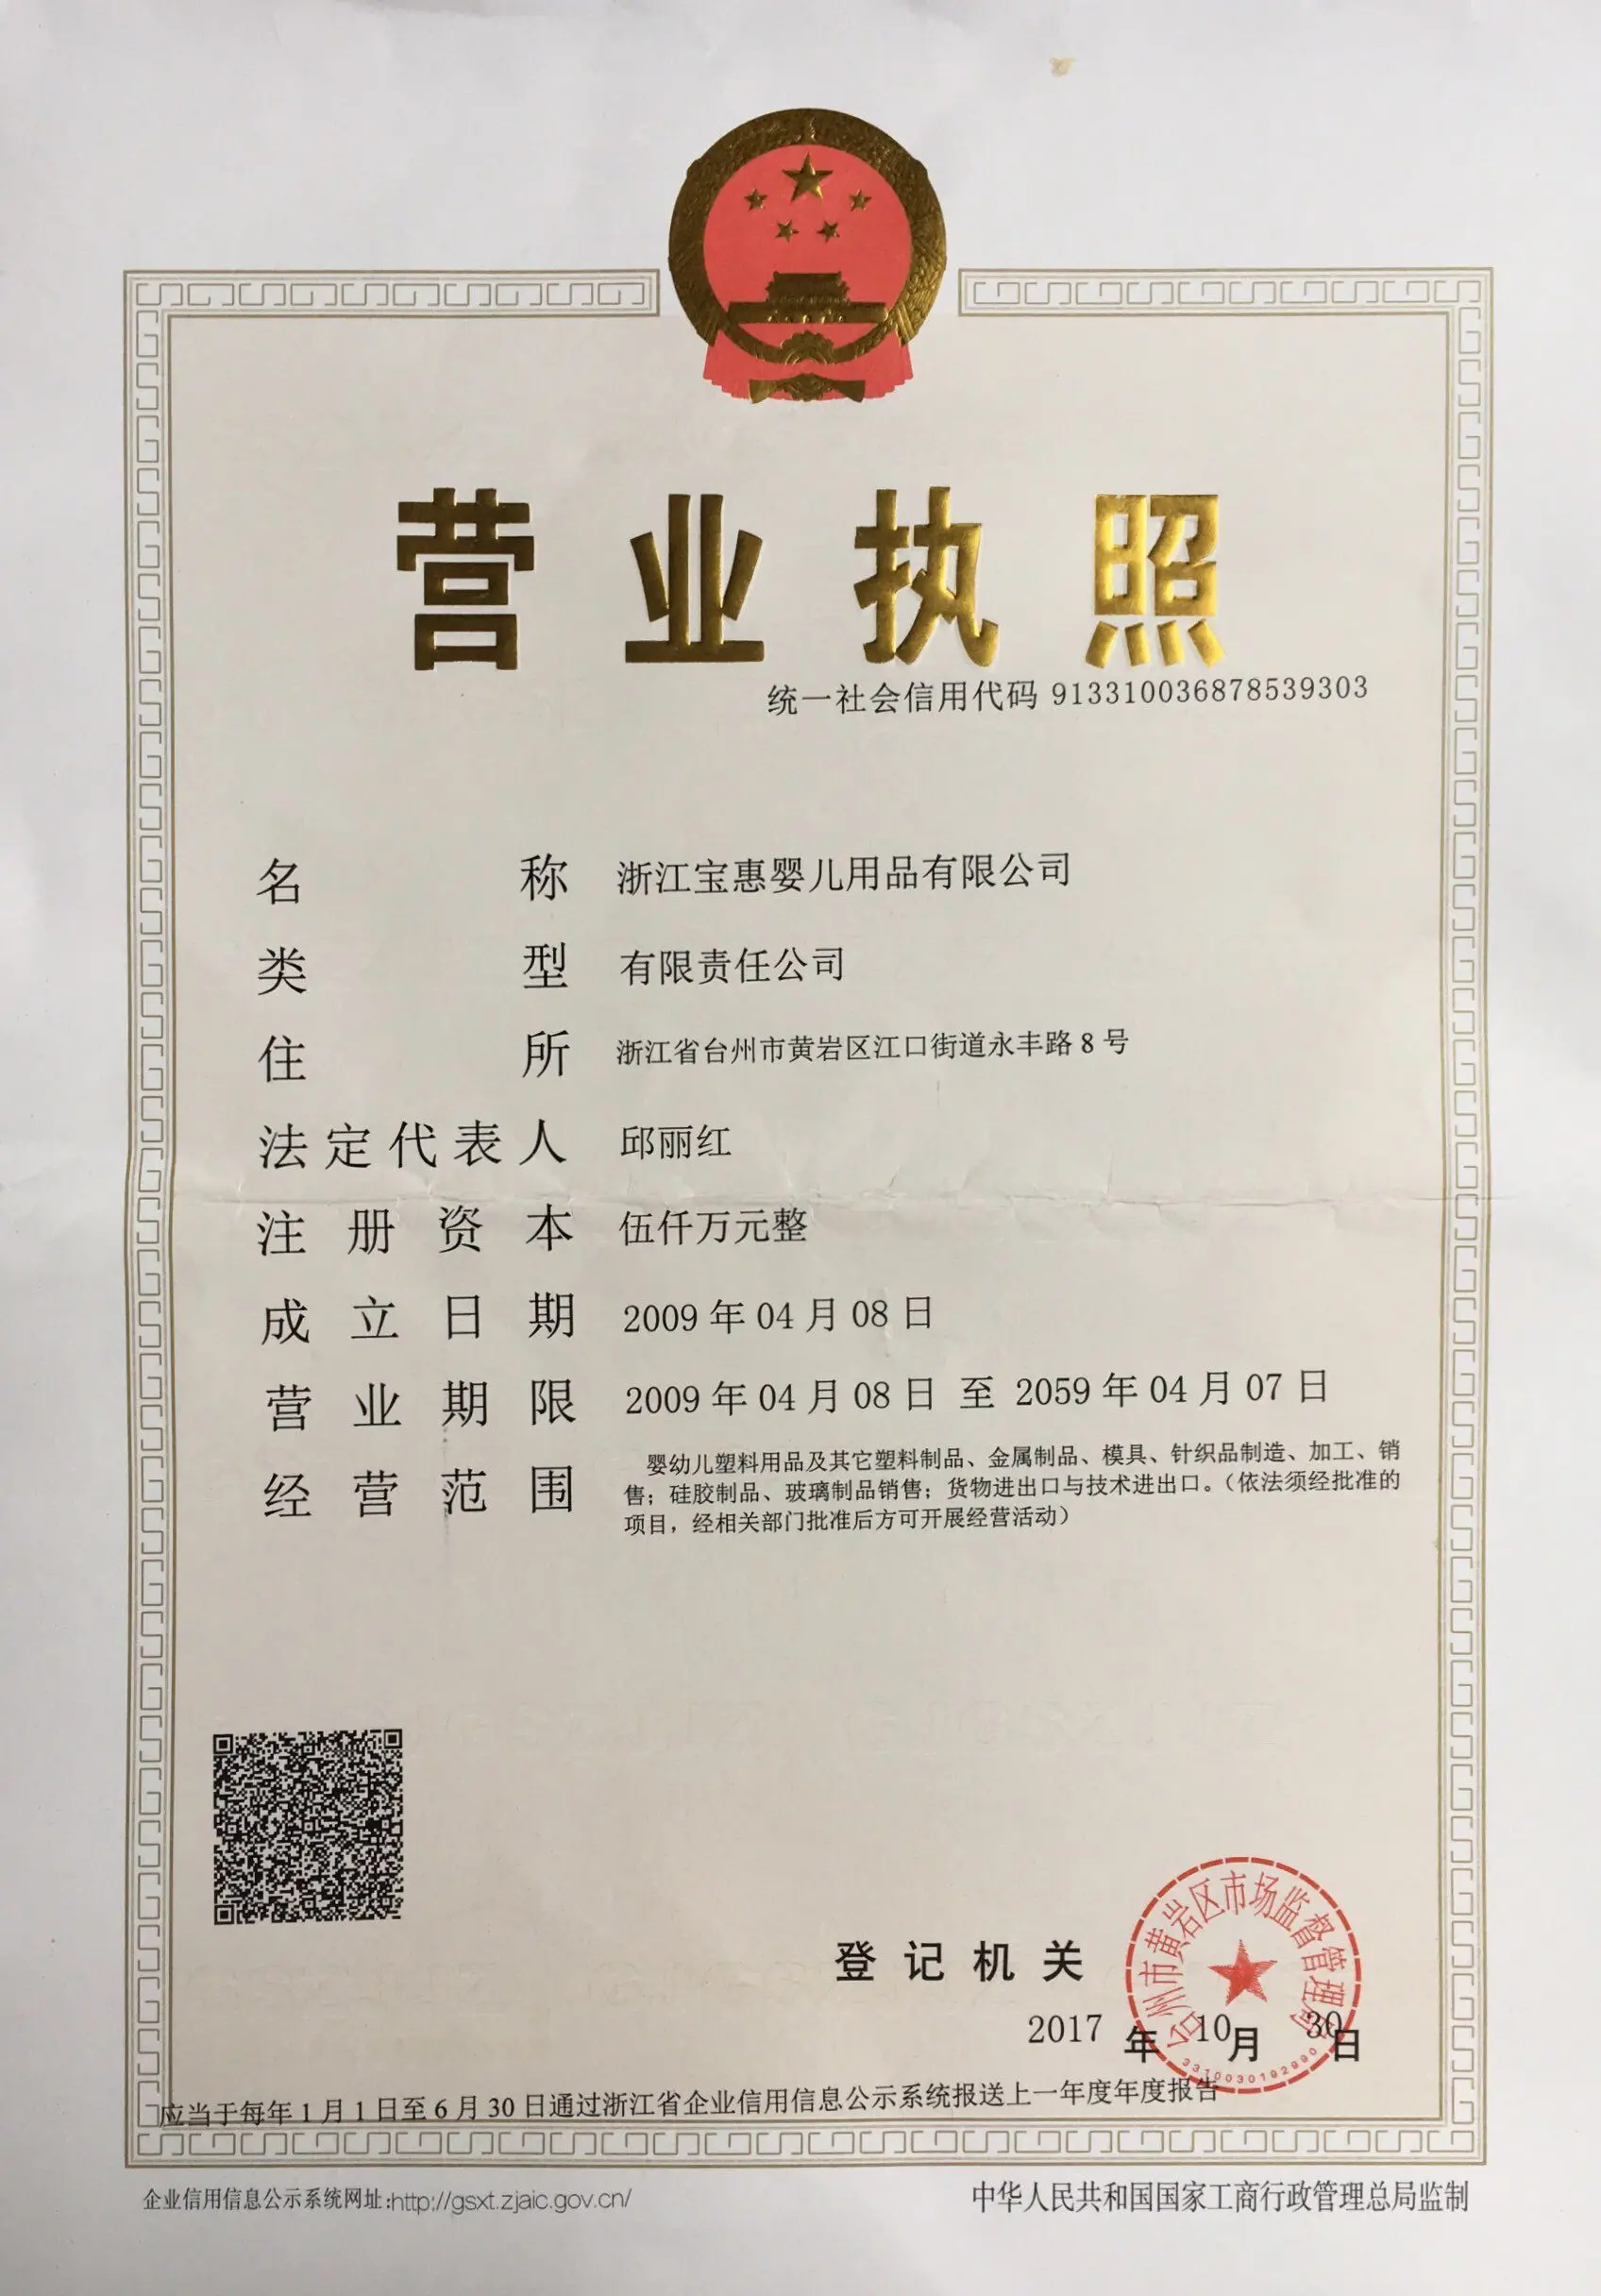 营业执照
统一社会信用代码 913310036878539303
名称 浙江宝惠婴儿用品有限公司
类型 有限责任公司
住所 浙江省台州市黄岩区江口街道永丰路8号
法定代表人 邱丽红
注册资本 伍仟万元整
成立日期 2009年04月08日
营业期限 2009年04月08日 至 2059年04月07日
经营范围 婴幼儿塑料用品及其它塑料制品、金属制品、模具、针织品制造、加工、销
售；硅胶制品、玻璃制品销售；货物进出口与技术进出口。（依法须经批准的
项目，经相关部门批准后方可开展经营活动）
登记机关
台州市黄岩区市场监督管理局
2017年10月30日
应当于每年1月1日至6月30日通过浙江省企业信用信息公示系统报送上一年度年度报告
企业信用信息公示系统网址:http://gsxt.zjaic.gov.cn/
中华人民共和国国家工商行政管理总局监制